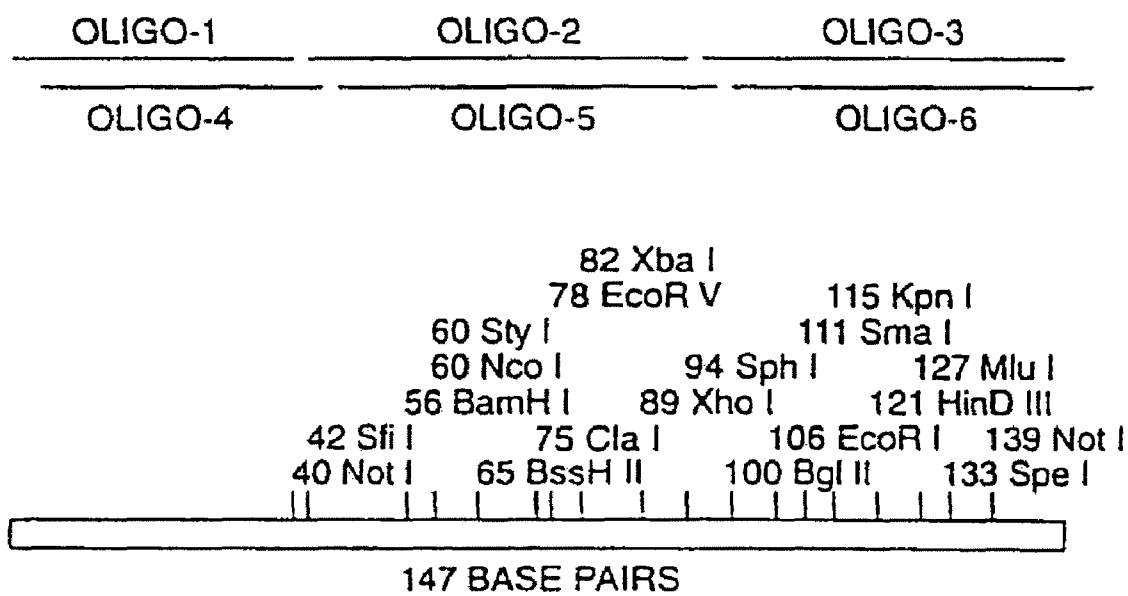 OLIGO-1 OLIGO-2 OLIGO-3
OLIGO-4 OLIGO-5 OLIGO-6
82 Xba I
78 EcoR V 115 Kpn I
60 Sty I 111 Sma I
60 Nco I 94 Sph I 127 Mlu I
56 BamH I 89 Xho I 121 HinD III
42 Sfi I 75 Cla I 106 EcoR I 139 Not I
40 Not I 65 BssH II 100 Bgl II 133 Spe I
147 BASE PAIRS